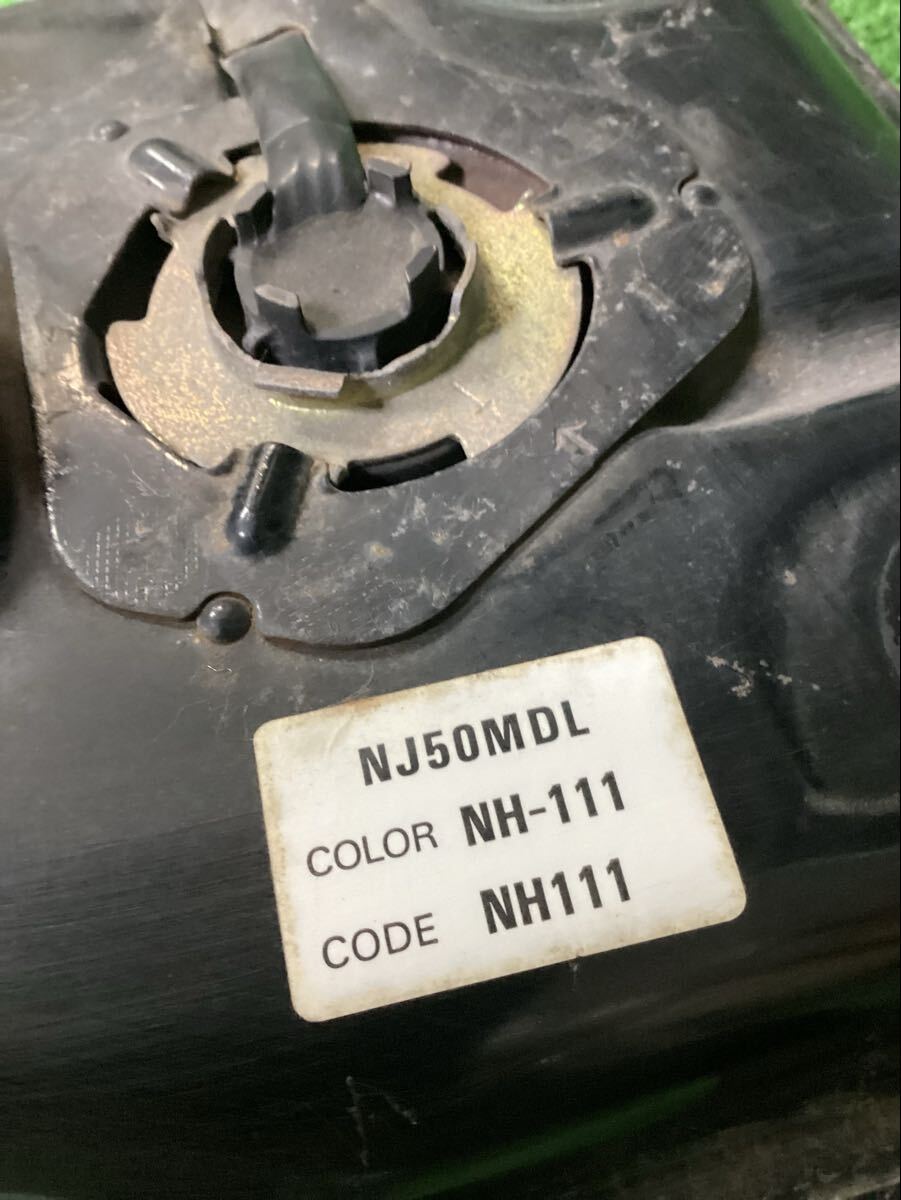 NJ50MDL
COLOR NH-111
CODE NH111